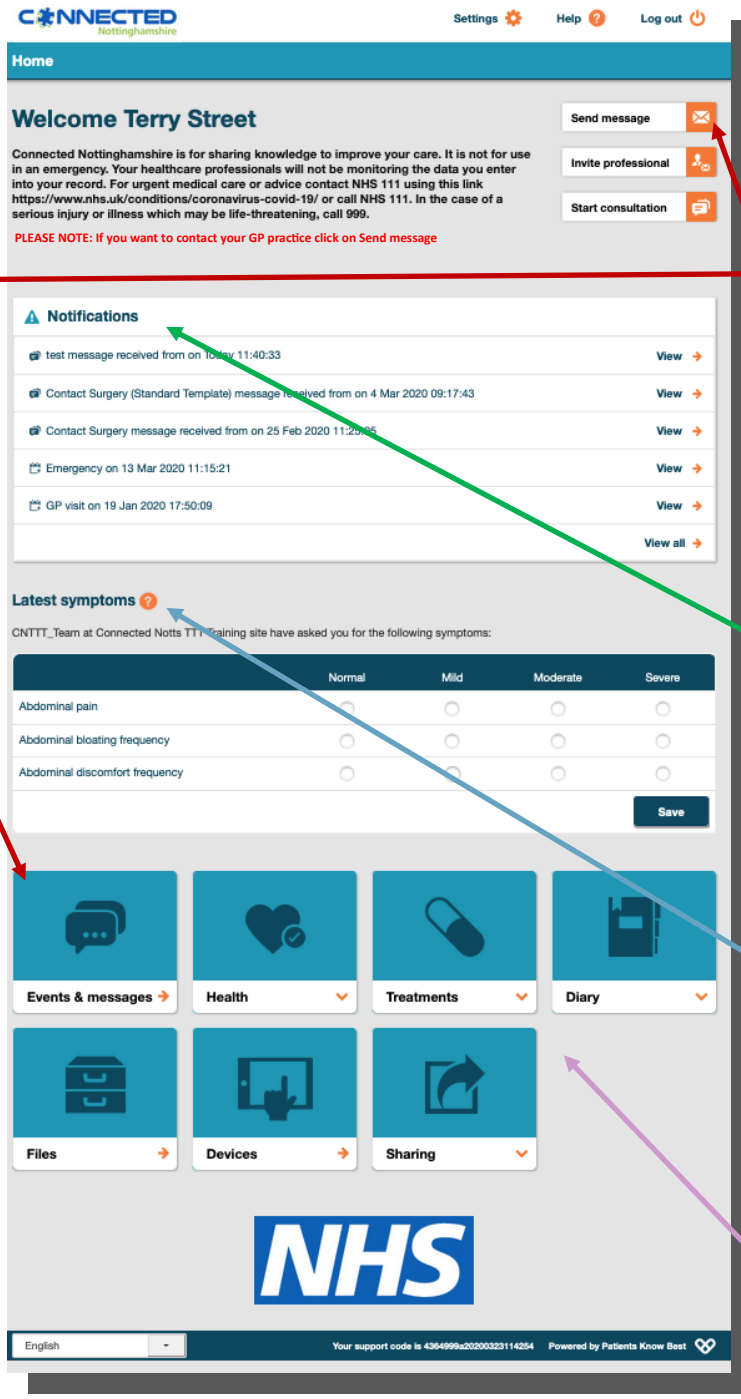 CONNECTED
Nottinghamshire
Settings
Help ?
Log out
Home
Welcome Terry Street
Send message
Connected Nottinghamshire is for sharing knowledge to improve your care. It is not for use
in an emergency. Your healthcare professionals will not be monitoring the data you enter
into your record. For urgent medical care or advice contact NHS 111 using this link
https://www.nhs.uk/conditions/coronavirus-covid-19/ or call NHS 111. In the case of a
serious injury or illness which may be life-threatening, call 999.
Invite professional
Start consultation
PLEASE NOTE: If you want to contact your GP practice click on Send message
Notifications
test message received from on Today 11:40:33
View
Contact Surgery (Standard Template) message received from on 4 Mar 2020 09:17:43
View
Contact Surgery message received from on 25 Feb 2020 11:25:05
View
Emergency on 13 Mar 2020 11:15:21
View
GP visit on 19 Jan 2020 17:50:09
View
View all
Latest symptoms ?
CNTTT_Team at Connected Notts TTT Training site have asked you for the following symptoms:
Normal Mild Moderate Severe
Abdominal pain
Abdominal bloating frequency
Abdominal discomfort frequency
Save
Events & messages
Health
Treatments
Diary
Files
Devices
Sharing
NHS
English
Your support code is 4364999a20200323114254
Powered by Patients Know Best